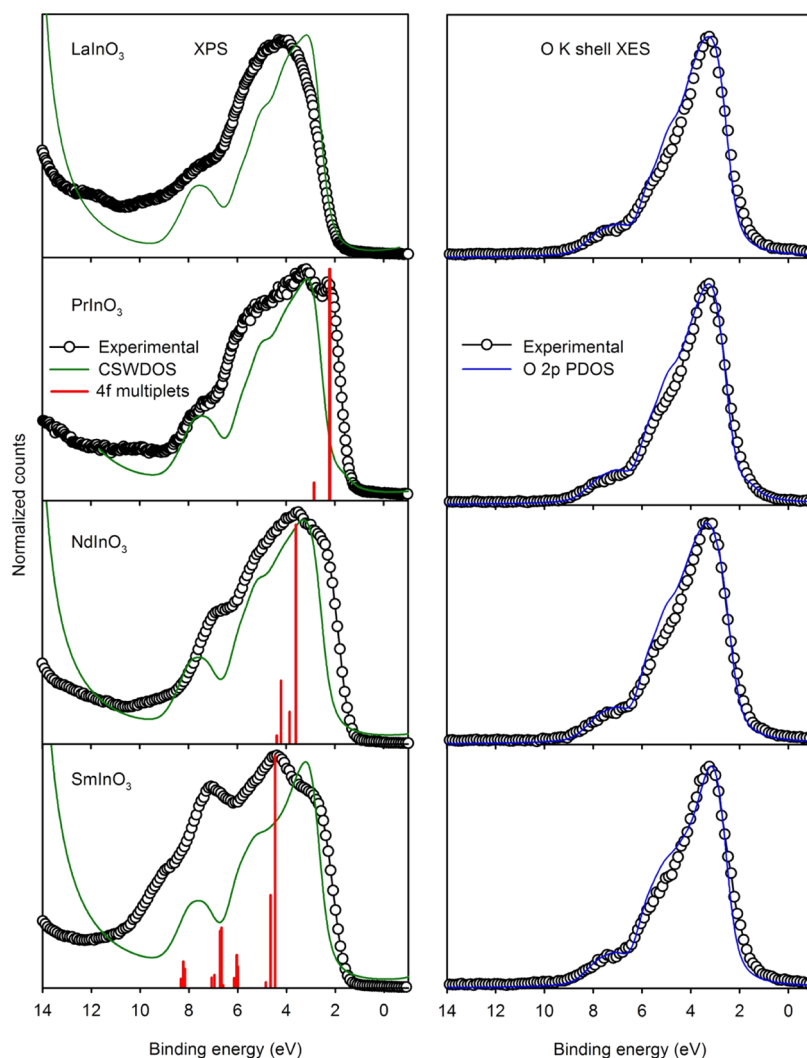 LaInO3 XPS
O K shell XES
PrInO3
Experimental
CSWDOS
4f multiplets
Experimental
O 2p PDOS
Normalized counts
NdInO3
SmInO3
14 12 10 8 6 4 2 0
14 12 10 8 6 4 2 0
Binding energy (eV)
Binding energy (eV)